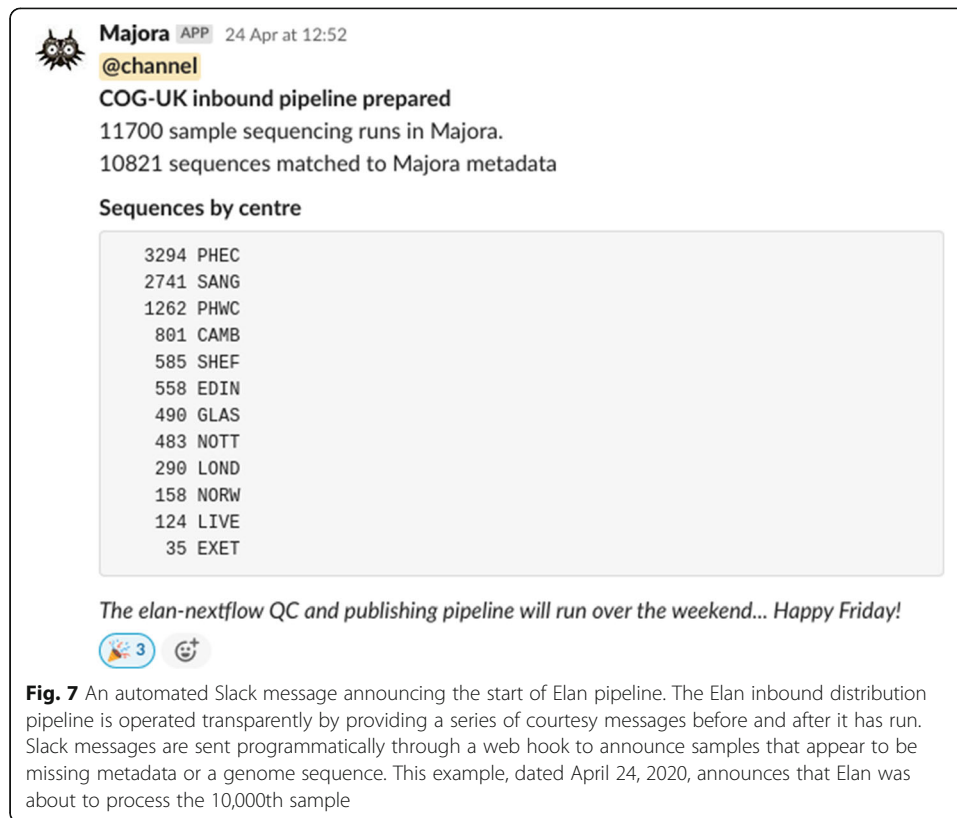 Majora APP 24 Apr at 12:52
@channel
COG-UK inbound pipeline prepared
11700 sample sequencing runs in Majora.
10821 sequences matched to Majora metadata
Sequences by centre
3294 PHEC
2741 SANG
1262 PHWC
801 CAMB
585 SHEF
558 EDIN
490 GLAS
483 NOTT
290 LOND
158 NORW
124 LIVE
35 EXET
The elan-nextflow QC and publishing pipeline will run over the weekend... Happy Friday!
3
Fig. 7 An automated Slack message announcing the start of Elan pipeline. The Elan inbound distribution
pipeline is operated transparently by providing a series of courtesy messages before and after it has run.
Slack messages are sent programmatically through a web hook to announce samples that appear to be
missing metadata or a genome sequence. This example, dated April 24, 2020, announces that Elan was
about to process the 10,000th sample